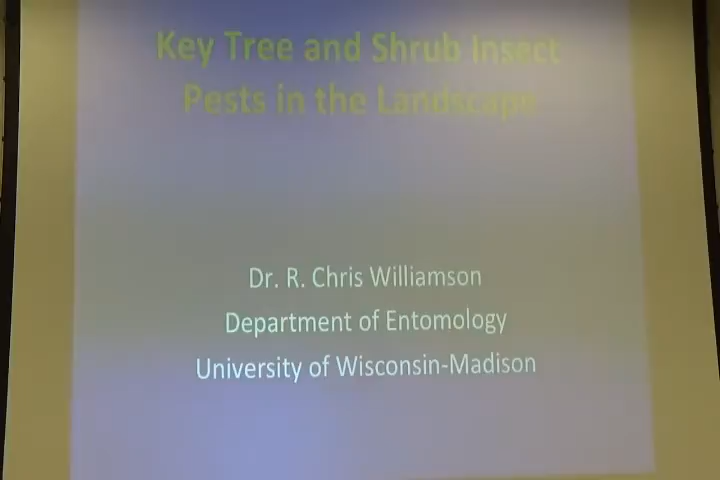 Key Tree and Shrub Insect
Pests in the Landscape
Dr. R. Chris Williamson
Department of Entomology
University of Wisconsin-Madison